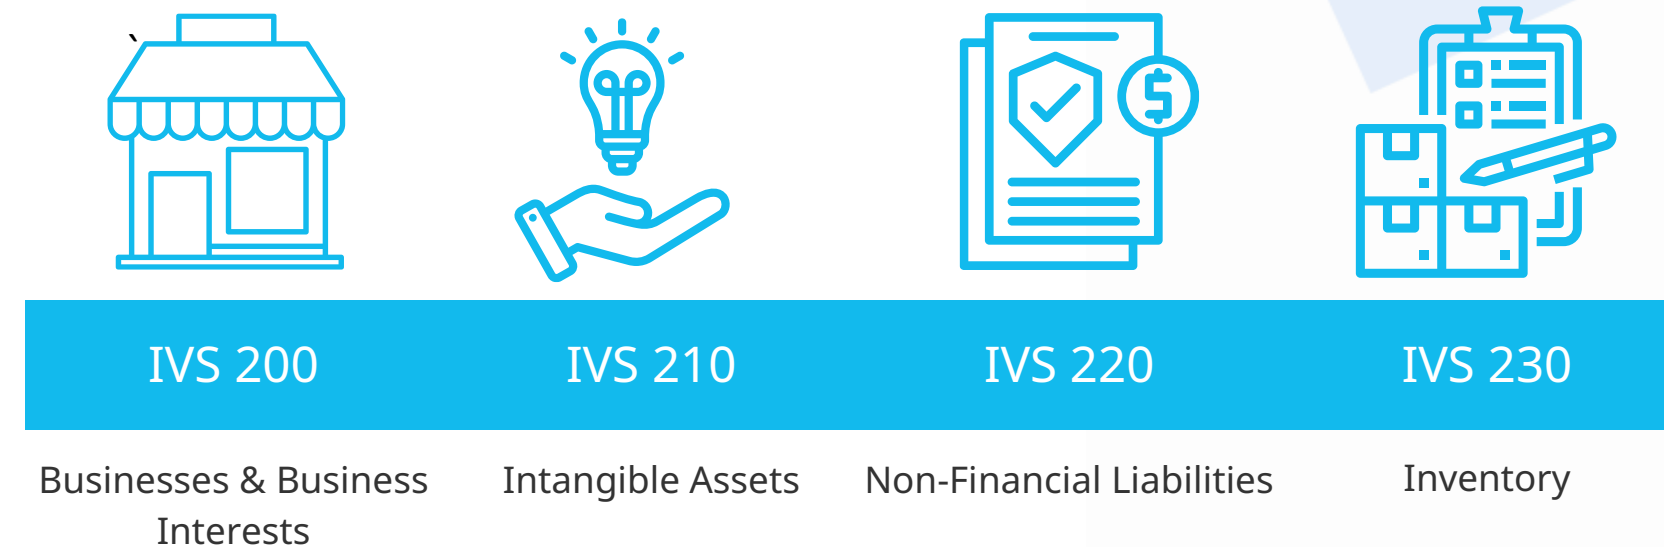 `
$
IVS 200 IVS 210 IVS 220 IVS 230
Businesses & Business
Interests
Intangible Assets
Non-Financial Liabilities
Inventory